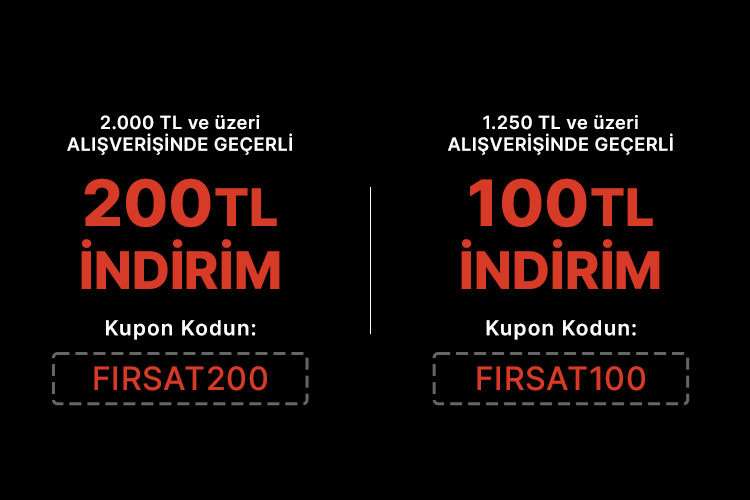 2.000 TL ve üzeri
ALIŞVERİŞİNDE GEÇERLİ
200TL
İNDİRİM
Kupon Kodun:
FIRSAT200
1.250 TL ve üzeri
ALIŞVERİŞİNDE GEÇERLİ
100TL
İNDİRİM
Kupon Kodun:
FIRSAT100